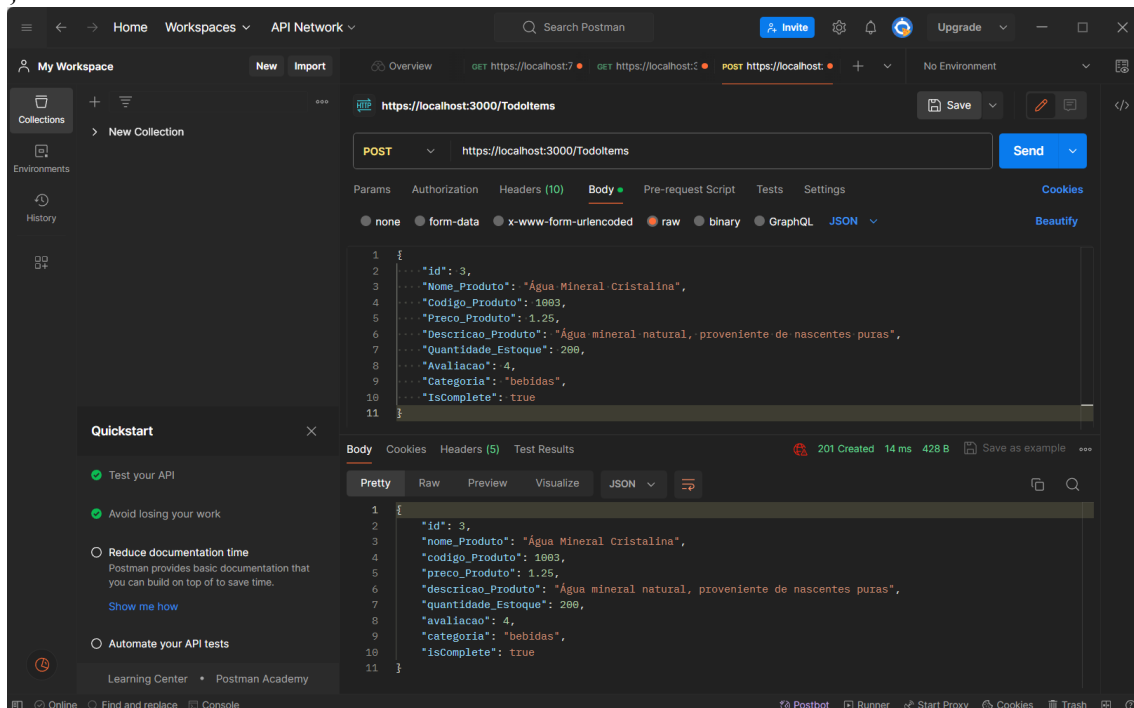 Home Workspaces API Network Search Postman Invite Upgrade
My Workspace New Import Overview GET https://localhost:7 GET https://localhost:3 POST https://localhost: No Environment
Collections
Environments
History
New Collection
HTTP https://localhost:3000/TodoItems Save
POST https://localhost:3000/TodoItems Send
Params Authorization Headers (10) Body Pre-request Script Tests Settings Cookies
none form-data x-www-form-urlencoded raw binary GraphQL JSON Beautify
1 {
2 "id": 3,
3 "Nome_Produto": "Água Mineral Cristalina",
4 "Codigo_Produto": 1003,
5 "Preco_Produto": 1.25,
6 "Descricao_Produto": "Água mineral natural, proveniente de nascentes puras",
7 "Quantidade_Estoque": 200,
8 "Avaliacao": 4,
9 "Categoria": "bebidas",
10 "IsComplete": true
11 }
Quickstart
Test your API
Avoid losing your work
Reduce documentation time
Postman provides basic documentation that
you can build on top of to save time.
Show me how
Automate your API tests
Learning Center • Postman Academy
Body Cookies Headers (5) Test Results 201 Created 14 ms 428 B Save as example
Pretty Raw Preview Visualize JSON
1 {
2 "id": 3,
3 "nome_Produto": "Água Mineral Cristalina",
4 "codigo_Produto": 1003,
5 "preco_Produto": 1.25,
6 "descricao_Produto": "Água mineral natural, proveniente de nascentes puras",
7 "quantidade_Estoque": 200,
8 "avaliacao": 4,
9 "categoria": "bebidas",
10 "isComplete": true
11 }
Online Find and replace Console Postbot Runner Start Proxy Cookies Trash